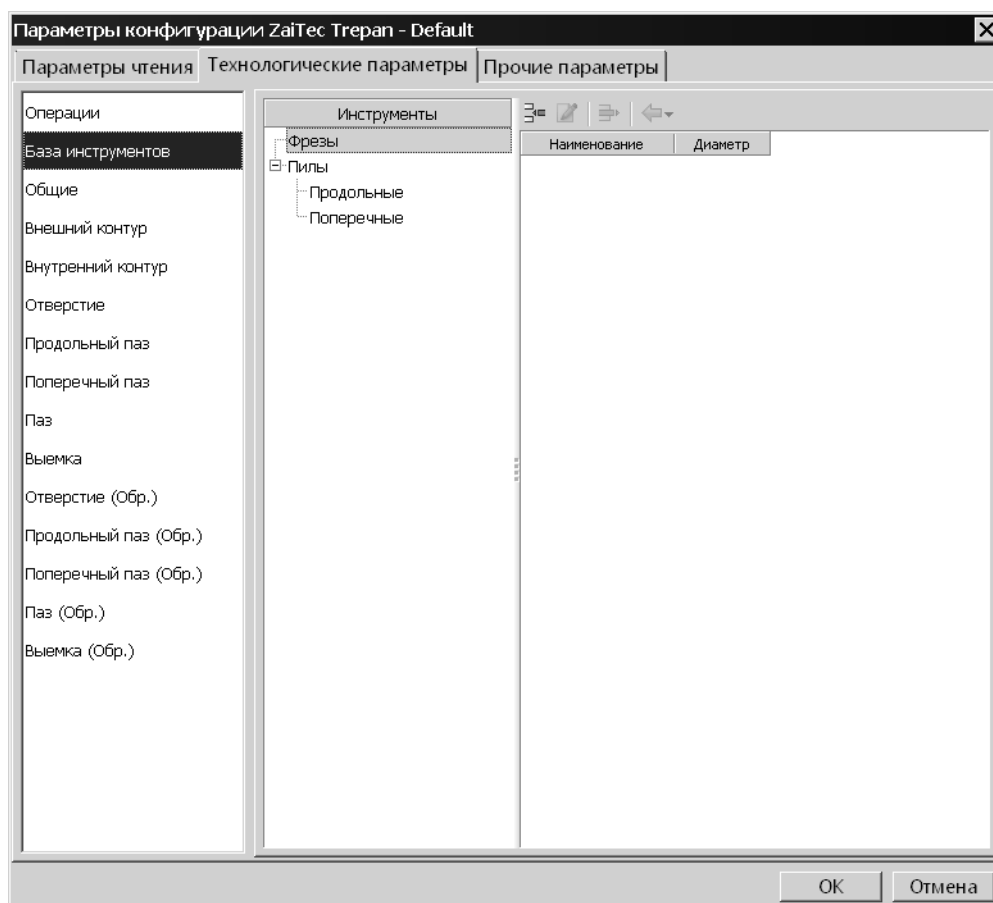 Параметры конфигурации ZaiTec Trepan - Default
Параметры чтения
Технологические параметры
Прочие параметры
Операции
База инструментов
Общие
Внешний контур
Внутренний контур
Отверстие
Продольный паз
Поперечный паз
Паз
Выемка
Отверстие (Обр.)
Продольный паз (Обр.)
Поперечный паз (Обр.)
Паз (Обр.)
Выемка (Обр.)
Инструменты
Фрезы
Пилы
Продольные
Поперечные
Наименование
Диаметр
OK
Отмена